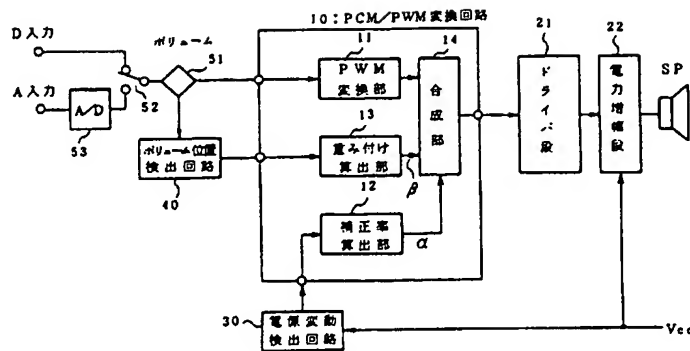 10：PCM／PWM変換回路
D入力
ボリューム
51
11
14
21
22
PWM
変換部
合成部
ドライバ段
電力増幅段
SP
A入力
A/D
52
53
13
ボリューム位置
検出回路
重み付け
算出部
β
40
12
補正率
算出部
α
30
電源変動
検出回路
Vcc